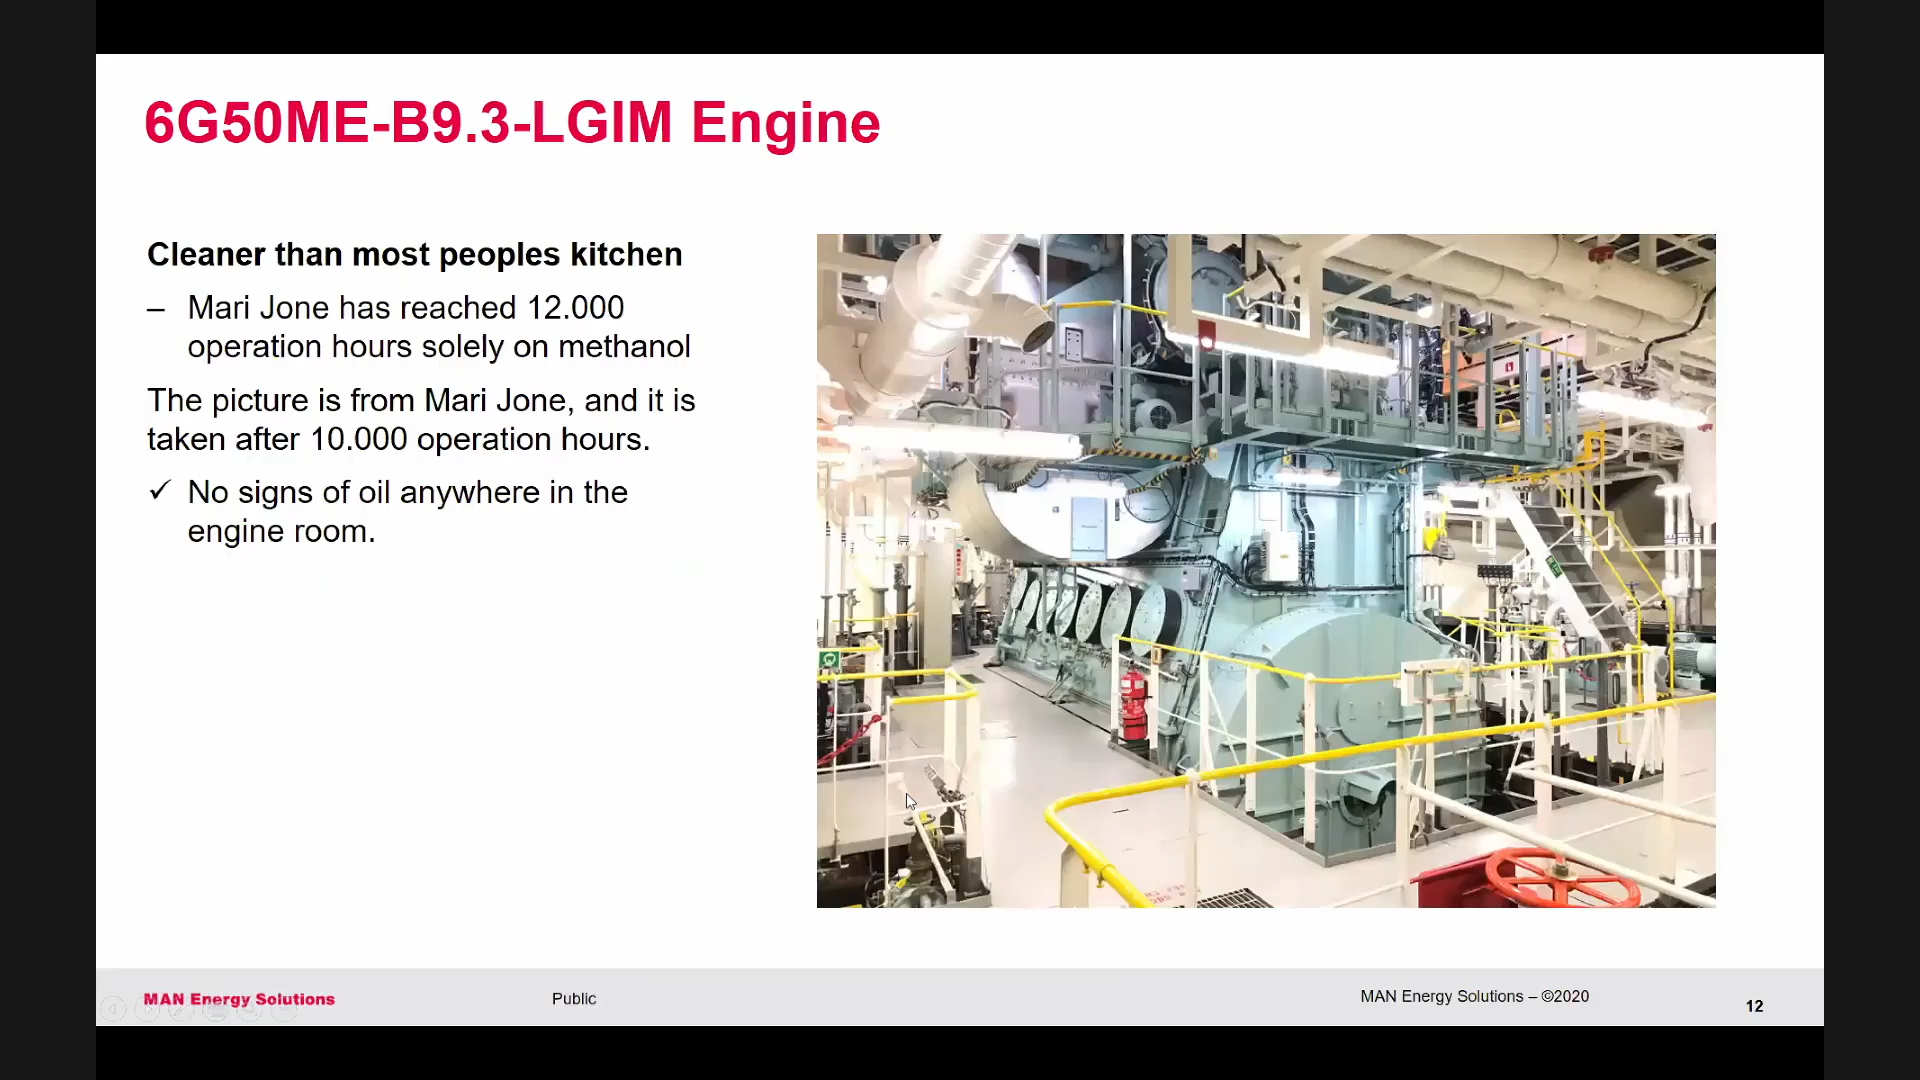 6G50ME-B9.3-LGIM Engine
Cleaner than most peoples kitchen
– Mari Jone has reached 12.000
operation hours solely on methanol
The picture is from Mari Jone, and it is
taken after 10.000 operation hours.
✓ No signs of oil anywhere in the
engine room.
MAN Energy Solutions
Public
MAN Energy Solutions – ©2020
12